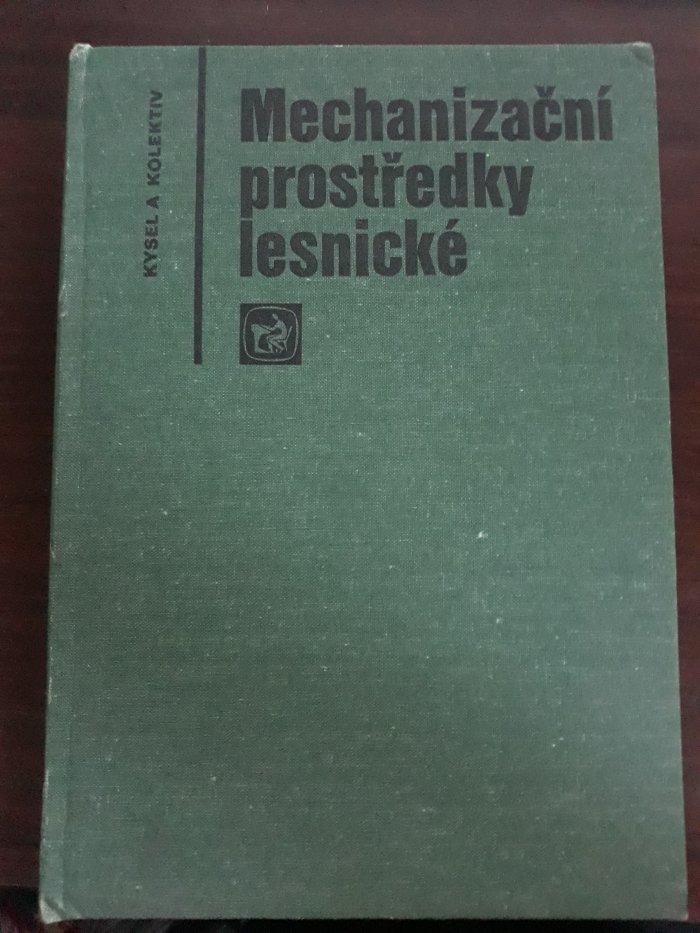 KYSEL A KOLEKTIV
Mechanizační
prostředky
lesnické